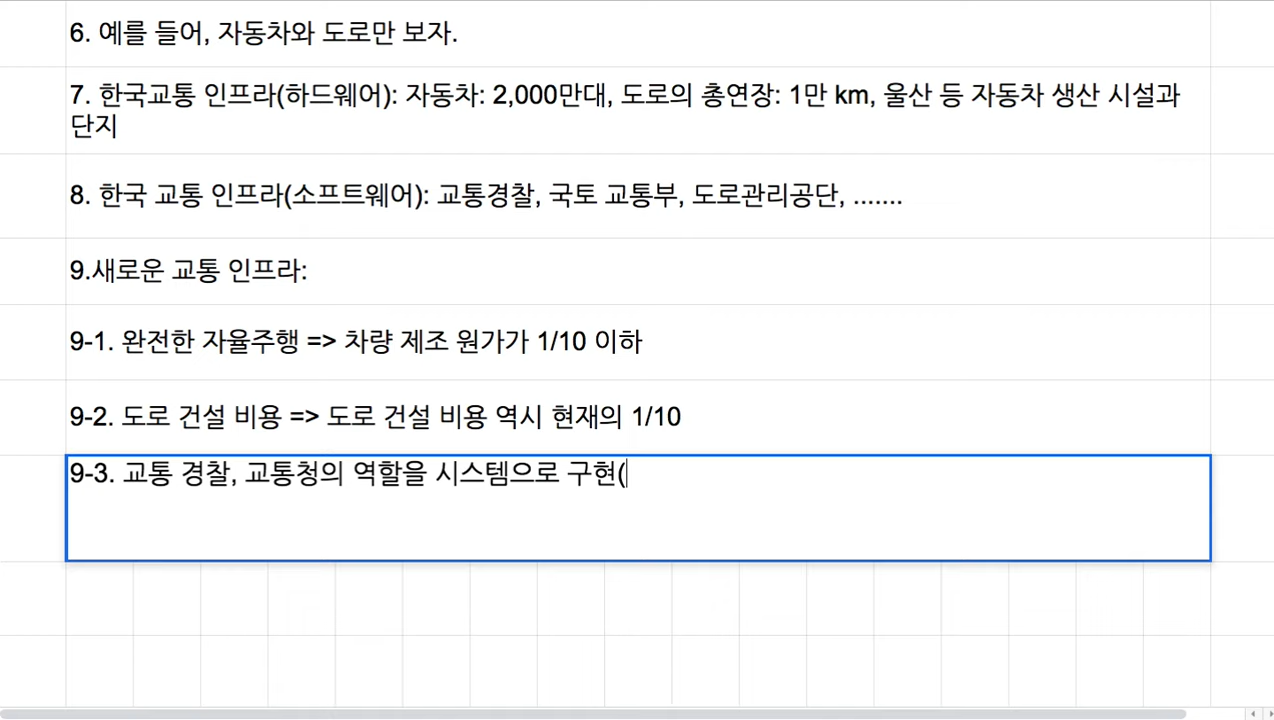 6. 예를 들어, 자동차와 도로만 보자.
7. 한국교통 인프라(하드웨어): 자동차: 2,000만대, 도로의 총연장: 1만 km, 울산 등 자동차 생산 시설과
단지
8. 한국 교통 인프라(소프트웨어): 교통경찰, 국토 교통부, 도로관리공단, .......
9.새로운 교통 인프라:
9-1. 완전한 자율주행 => 차량 제조 원가가 1/10 이하
9-2. 도로 건설 비용 => 도로 건설 비용 역시 현재의 1/10
9-3. 교통 경찰, 교통청의 역할을 시스템으로 구현(